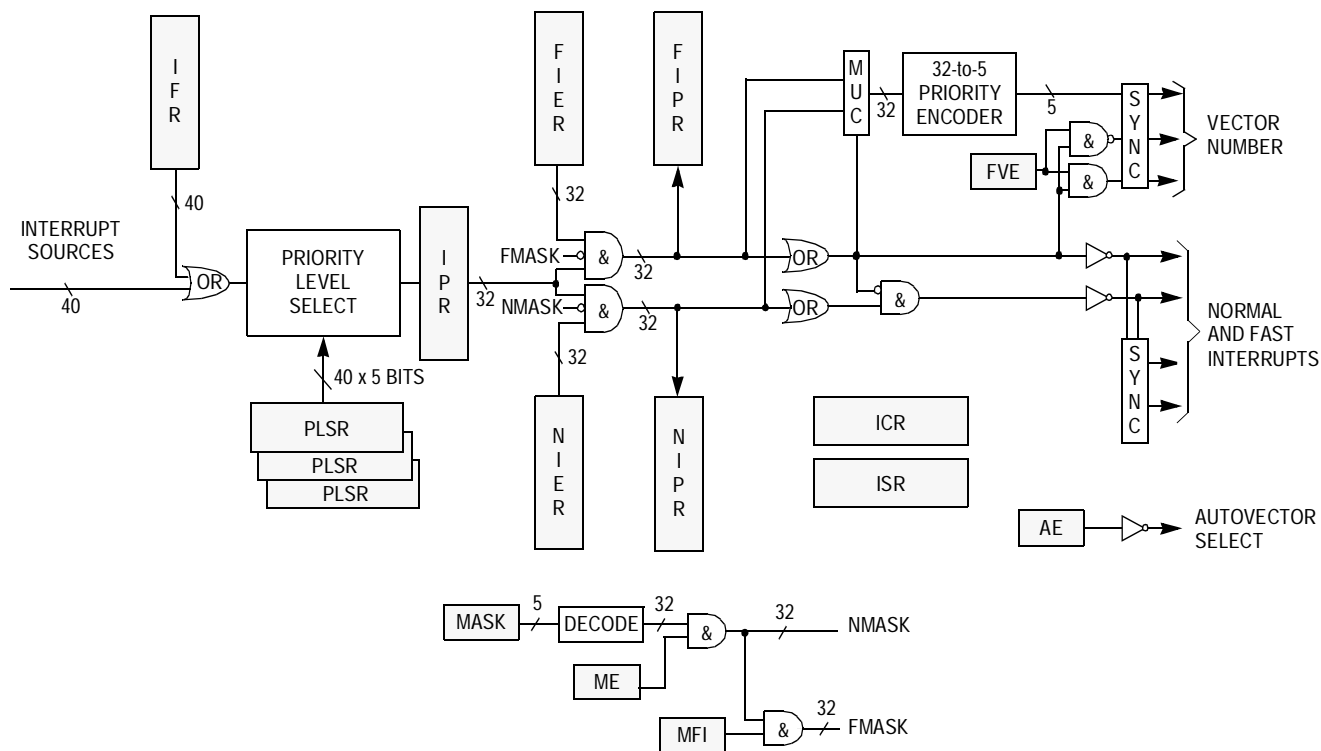 I
F
R
40
INTERRUPT
SOURCES
40
OR
PRIORITY
LEVEL
SELECT
40 x 5 BITS
PLSR
PLSR
PLSR
I
P
R
32
F
I
E
R
32
FMASK
&
32
NMASK
&
32
32
N
I
E
R
F
I
P
R
N
I
P
R
M
U
C
32
32-to-5
PRIORITY
ENCODER
5
FVE
&
&
S
Y
N
C
VECTOR
NUMBER
OR
OR
&
S
Y
N
C
NORMAL
AND FAST
INTERRUPTS
ICR
ISR
AE
AUTOVECTOR
SELECT
MASK
5
DECODE
32
&
32
NMASK
ME
MFI
&
32
FMASK